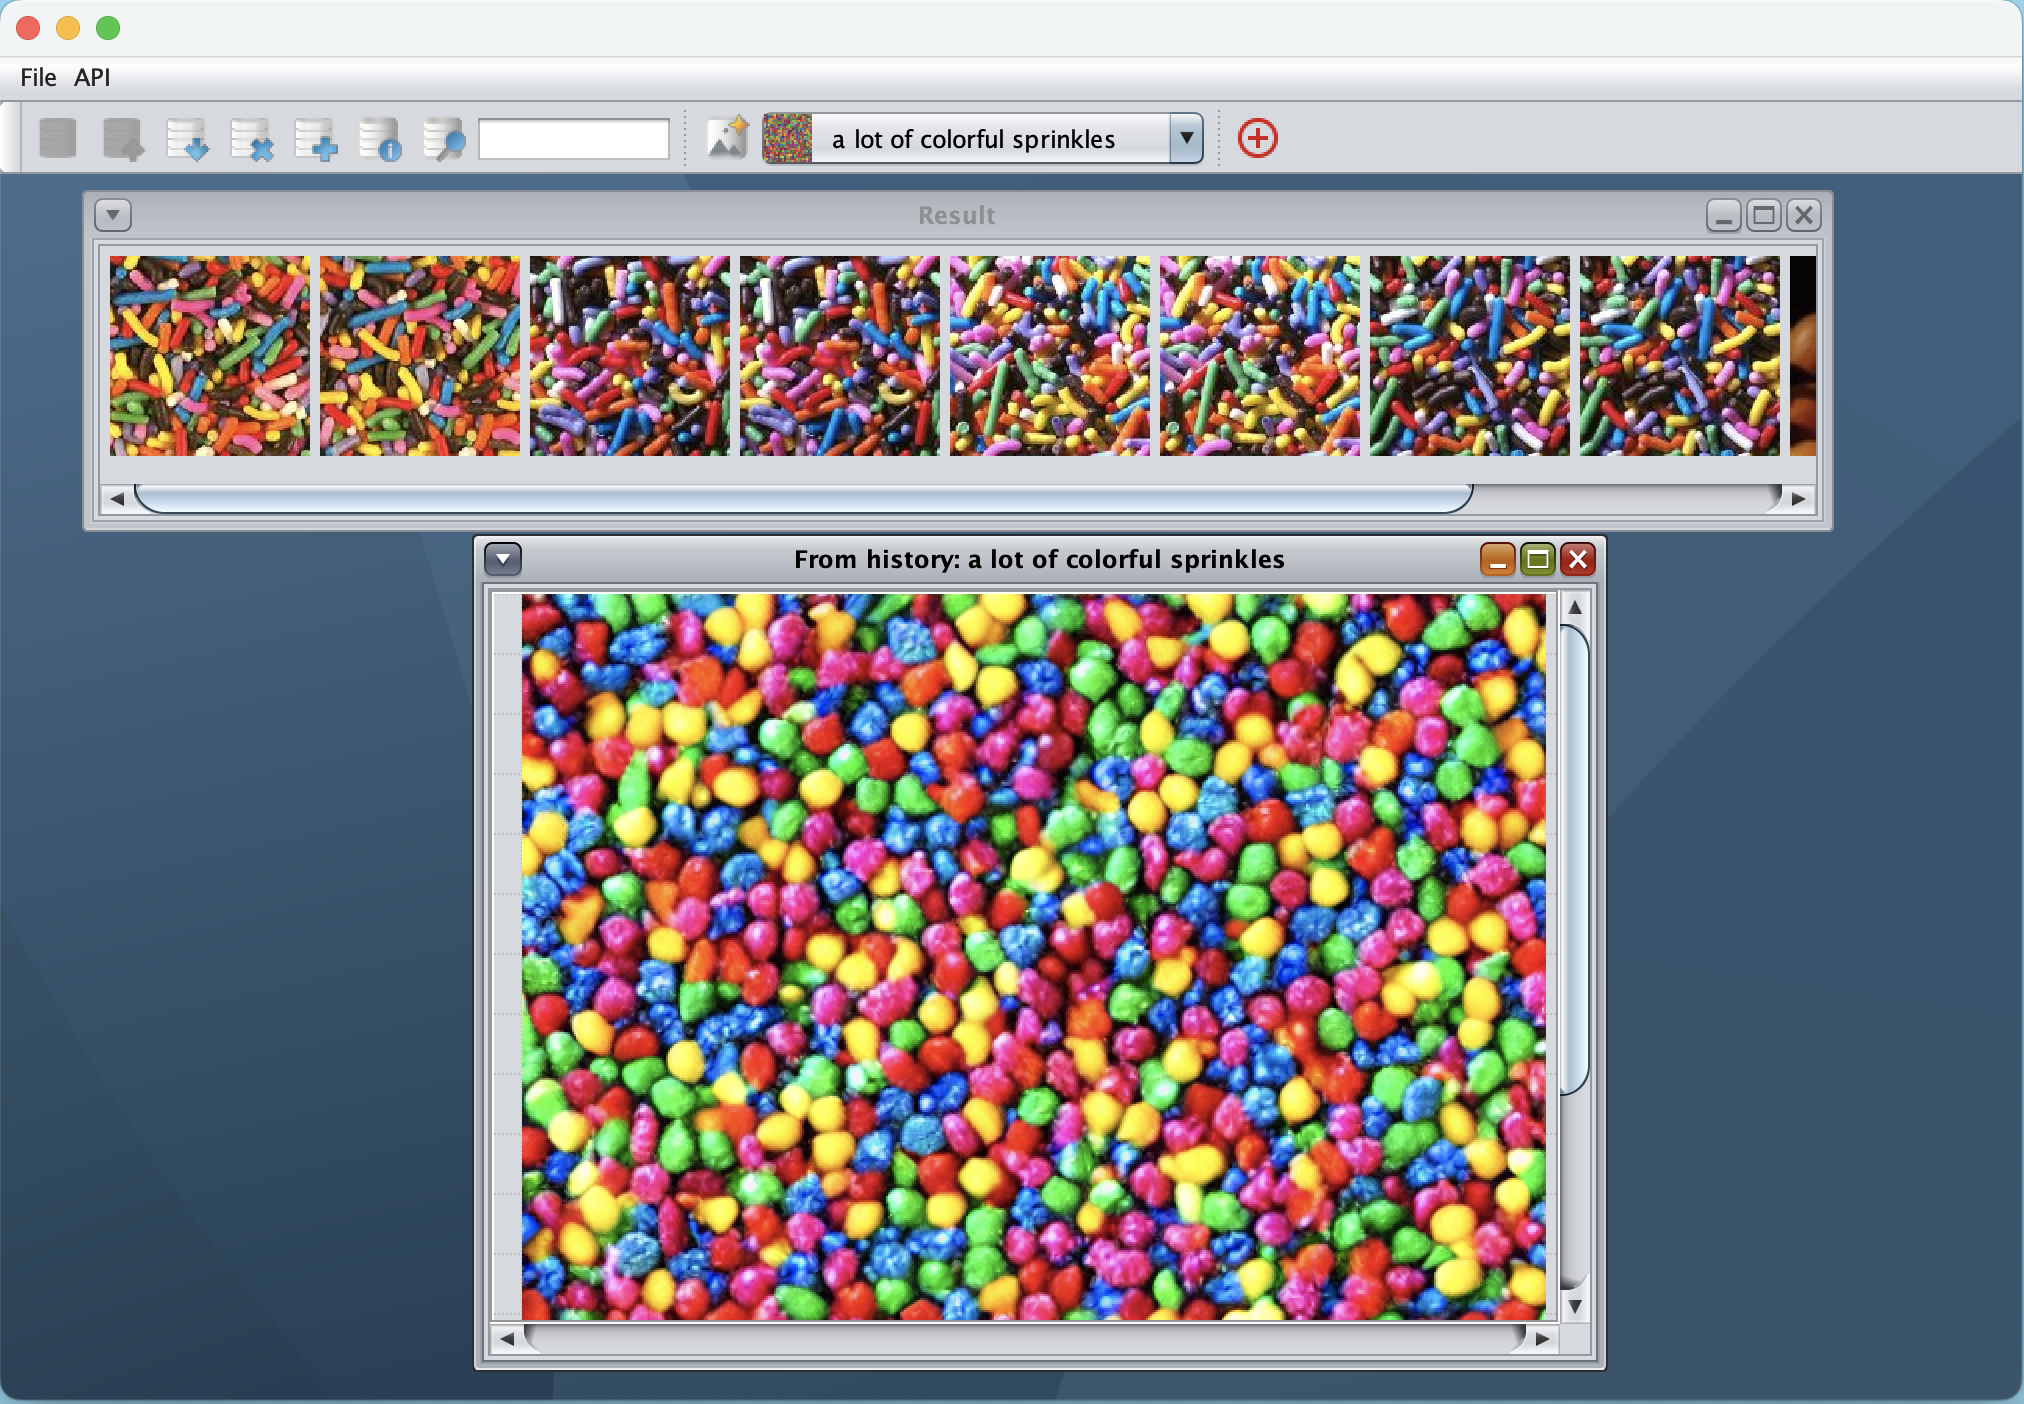 File API
a lot of colorful sprinkles
Result
From history: a lot of colorful sprinkles